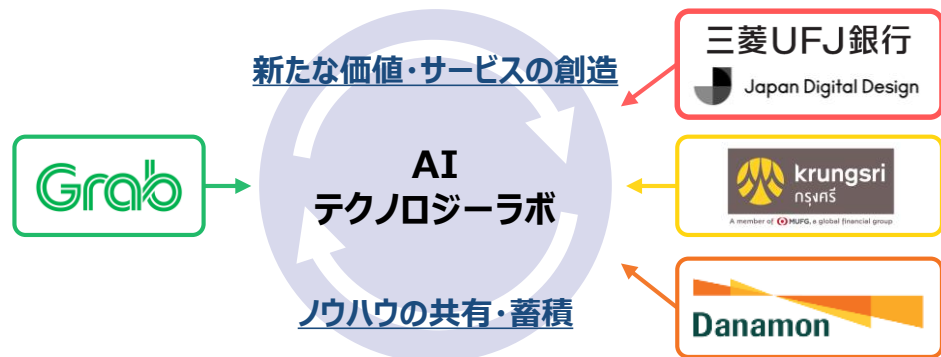 新たな価値・サービスの創造
三菱UFJ銀行
Japan Digital Design
Grab
AI
テクノロジーラボ
krungsri
กรุงศรี
A member of MUFG, a global financial group
ノウハウの共有・蓄積
Danamon